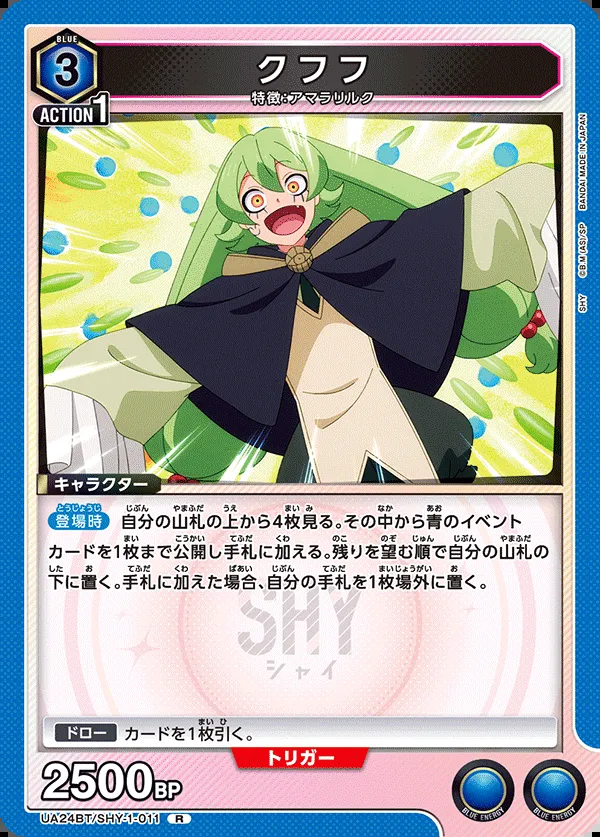 BLUE
3
クフフ
特徴:アマラリルク
ACTION1
BANDAI MADE IN JAPAN
©B.M(AS)/SP
SHY
キャラクター
登場時 自分の山札の上から4枚見る。その中から青のイベント
カードを1枚まで公開し手札に加える。残りを望む順で自分の山札の
下に置く。手札に加えた場合、自分の手札を1枚場外に置く。
SHY
シャイ
ドロー カードを1枚引く。
トリガー
2500BP
BLUE ENERGY
BLUE ENERGY
UA24BT/SHY-1-011 R